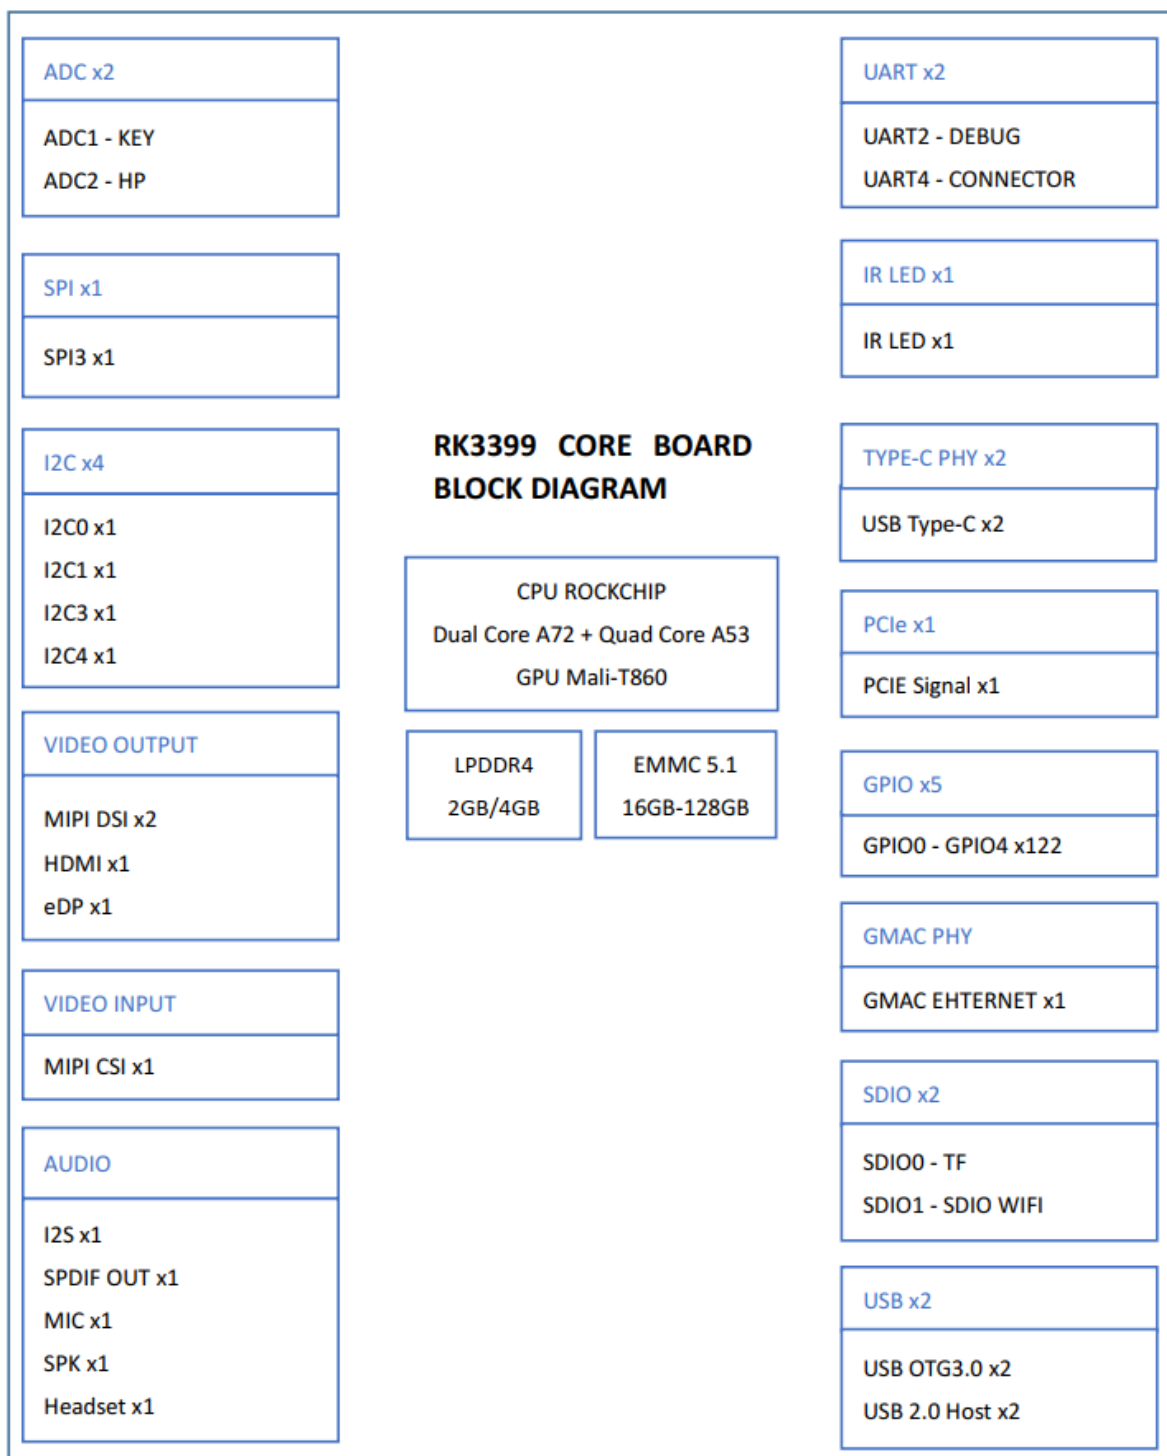 ADC x2
ADC1 - KEY
ADC2 - HP
SPI x1
SPI3 x1
I2C x4
I2C0 x1
I2C1 x1
I2C3 x1
I2C4 x1
VIDEO OUTPUT
MIPI DSI x2
HDMI x1
eDP x1
VIDEO INPUT
MIPI CSI x1
AUDIO
I2S x1
SPDIF OUT x1
MIC x1
SPK x1
Headset x1
RK3399 CORE BOARD
BLOCK DIAGRAM
CPU ROCKCHIP
Dual Core A72 + Quad Core A53
GPU Mali-T860
LPDDR4
2GB/4GB
EMMC 5.1
16GB-128GB
UART x2
UART2 - DEBUG
UART4 - CONNECTOR
IR LED x1
IR LED x1
TYPE-C PHY x2
USB Type-C x2
PCIe x1
PCIE Signal x1
GPIO x5
GPIO0 - GPIO4 x122
GMAC PHY
GMAC EHTERNET x1
SDIO x2
SDIO0 - TF
SDIO1 - SDIO WIFI
USB x2
USB OTG3.0 x2
USB 2.0 Host x2